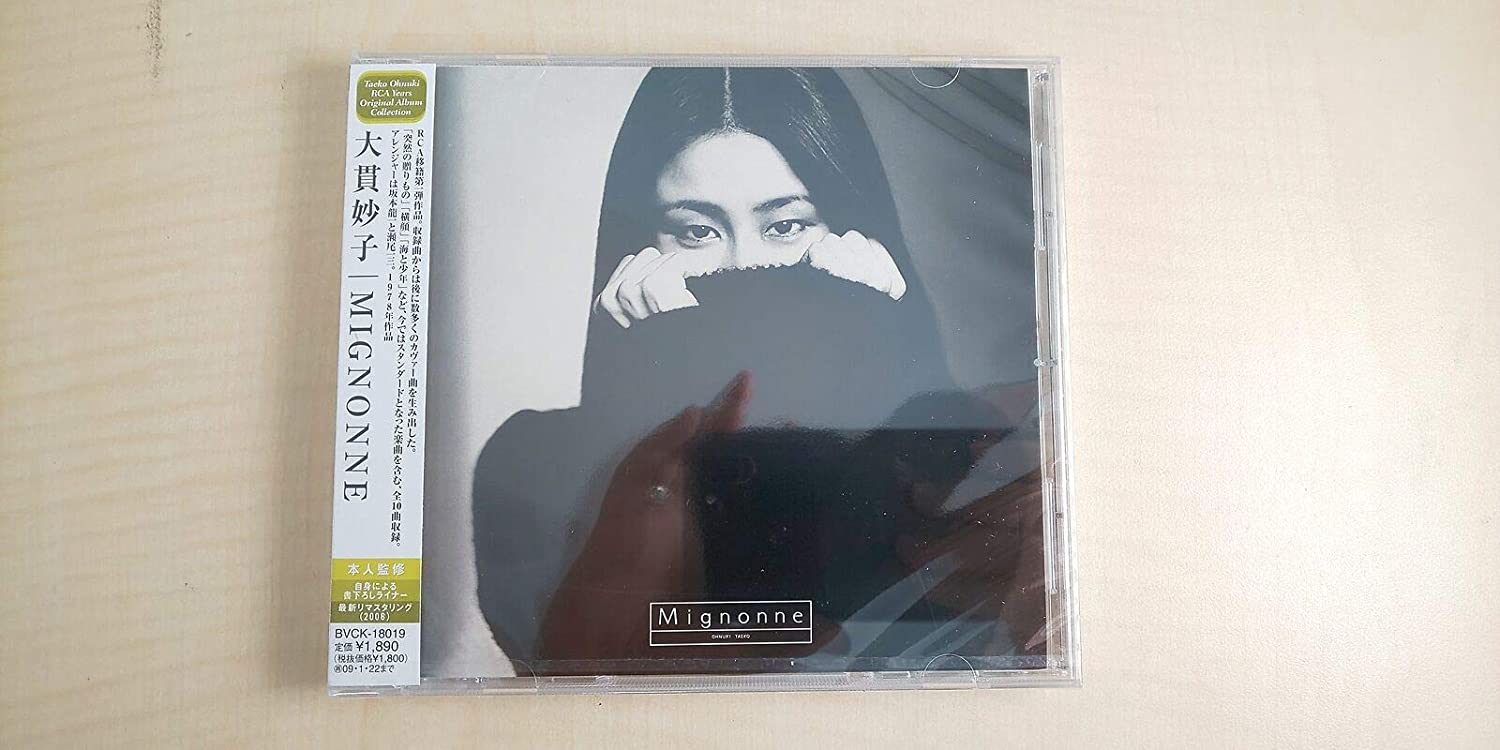 Taeko Ohnuki
RCA Years
Original Album
Collection
大貫妙子｜MIGNONNE
RCA移籍第一弾作品。収録曲からは後に数多くのカヴァー曲を生み出した。
「突然の贈りもの」「横顔」「海と少年」など、今ではスタンダードとなった楽曲を含む、全10曲収録。
アレンジャーは坂本龍一と瀬尾一三。1978年作品
本人監修
自身による
書下ろしライナー
最新リマスタリング
(2006)
BVCK-18019
定価¥1,890
(税抜価格¥1,800)
㊐09・1・22まで
Mignonne
OHNUKI TAEKO